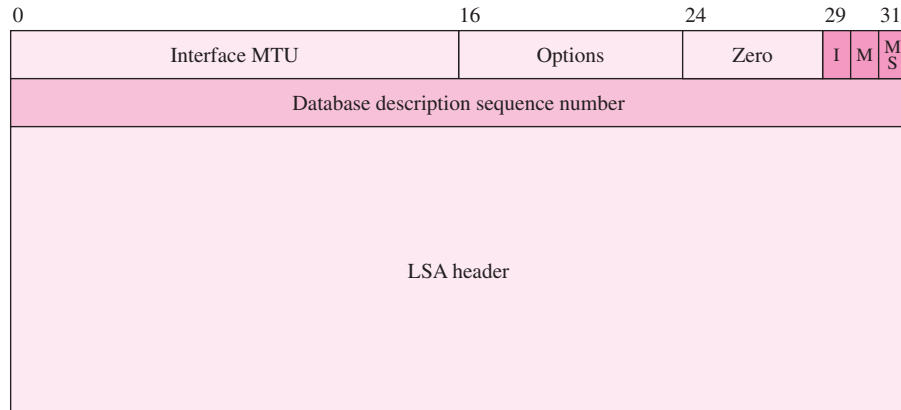 0 16 24 29 31
Interface MTU Options Zero I M M
S
Database description sequence number
LSA header